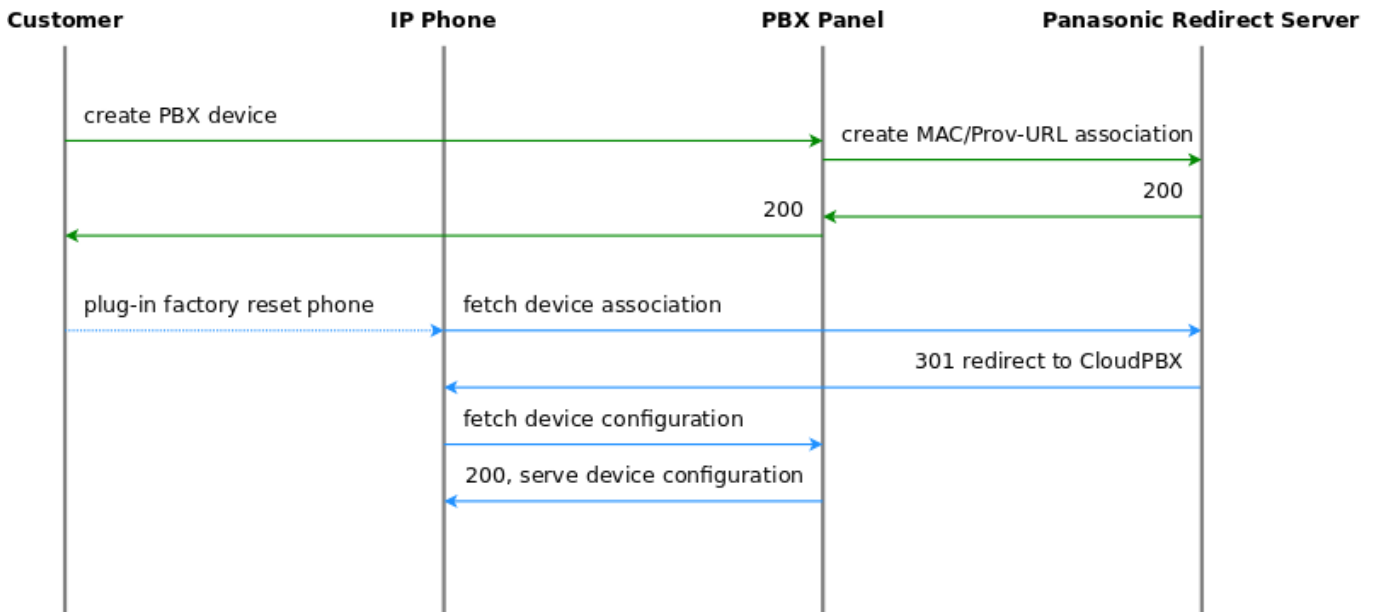 Customer IP Phone PBX Panel Panasonic Redirect Server
create PBX device
create MAC/Prov-URL association
200
200
plug-in factory reset phone fetch device association
301 redirect to CloudPBX
fetch device configuration
200, serve device configuration